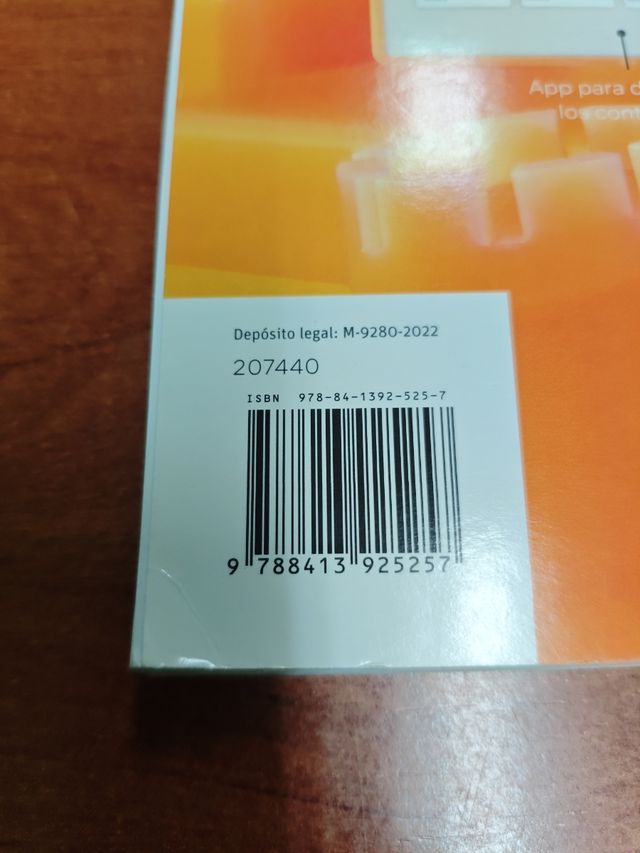 App para d
los cont
Depósito legal: M-9280-2022
207440
ISBN 978-84-1392-525-7
9 788413 925257